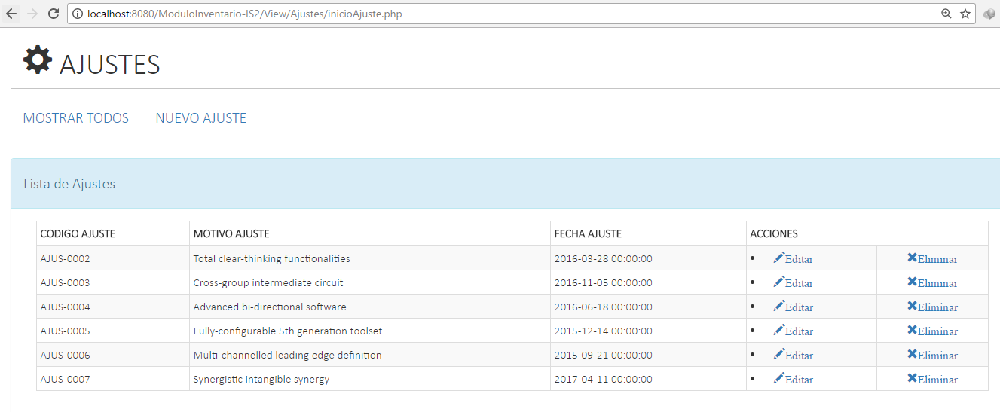 localhost:8080/ModuloInventario-IS2/View/Ajustes/inicioAjuste.php
AJUSTES
MOSTRAR TODOS NUEVO AJUSTE
Lista de Ajustes
CODIGO AJUSTE MOTIVO AJUSTE FECHA AJUSTE ACCIONES
AJUS-0002 Total clear-thinking functionalities 2016-03-28 00:00:00 • Editar Eliminar
AJUS-0003 Cross-group intermediate circuit 2016-11-05 00:00:00 • Editar Eliminar
AJUS-0004 Advanced bi-directional software 2016-06-18 00:00:00 • Editar Eliminar
AJUS-0005 Fully-configurable 5th generation toolset 2015-12-14 00:00:00 • Editar Eliminar
AJUS-0006 Multi-channelled leading edge definition 2015-09-21 00:00:00 • Editar Eliminar
AJUS-0007 Synergistic intangible synergy 2017-04-11 00:00:00 • Editar Eliminar